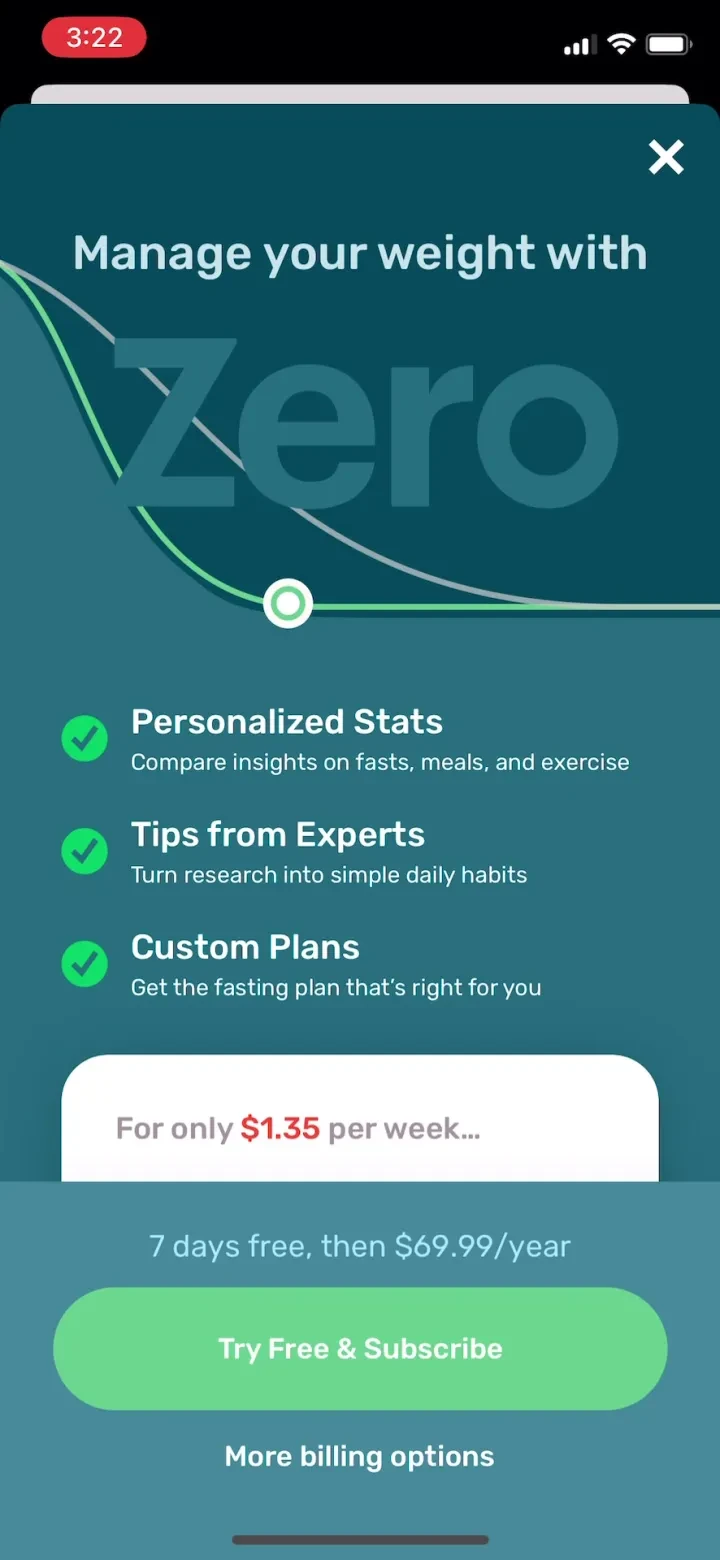 3:22
Manage your weight with
Zero
Personalized Stats
Compare insights on fasts, meals, and exercise
Tips from Experts
Turn research into simple daily habits
Custom Plans
Get the fasting plan that’s right for you
For only $1.35 per week...
7 days free, then $69.99/year
Try Free & Subscribe
More billing options